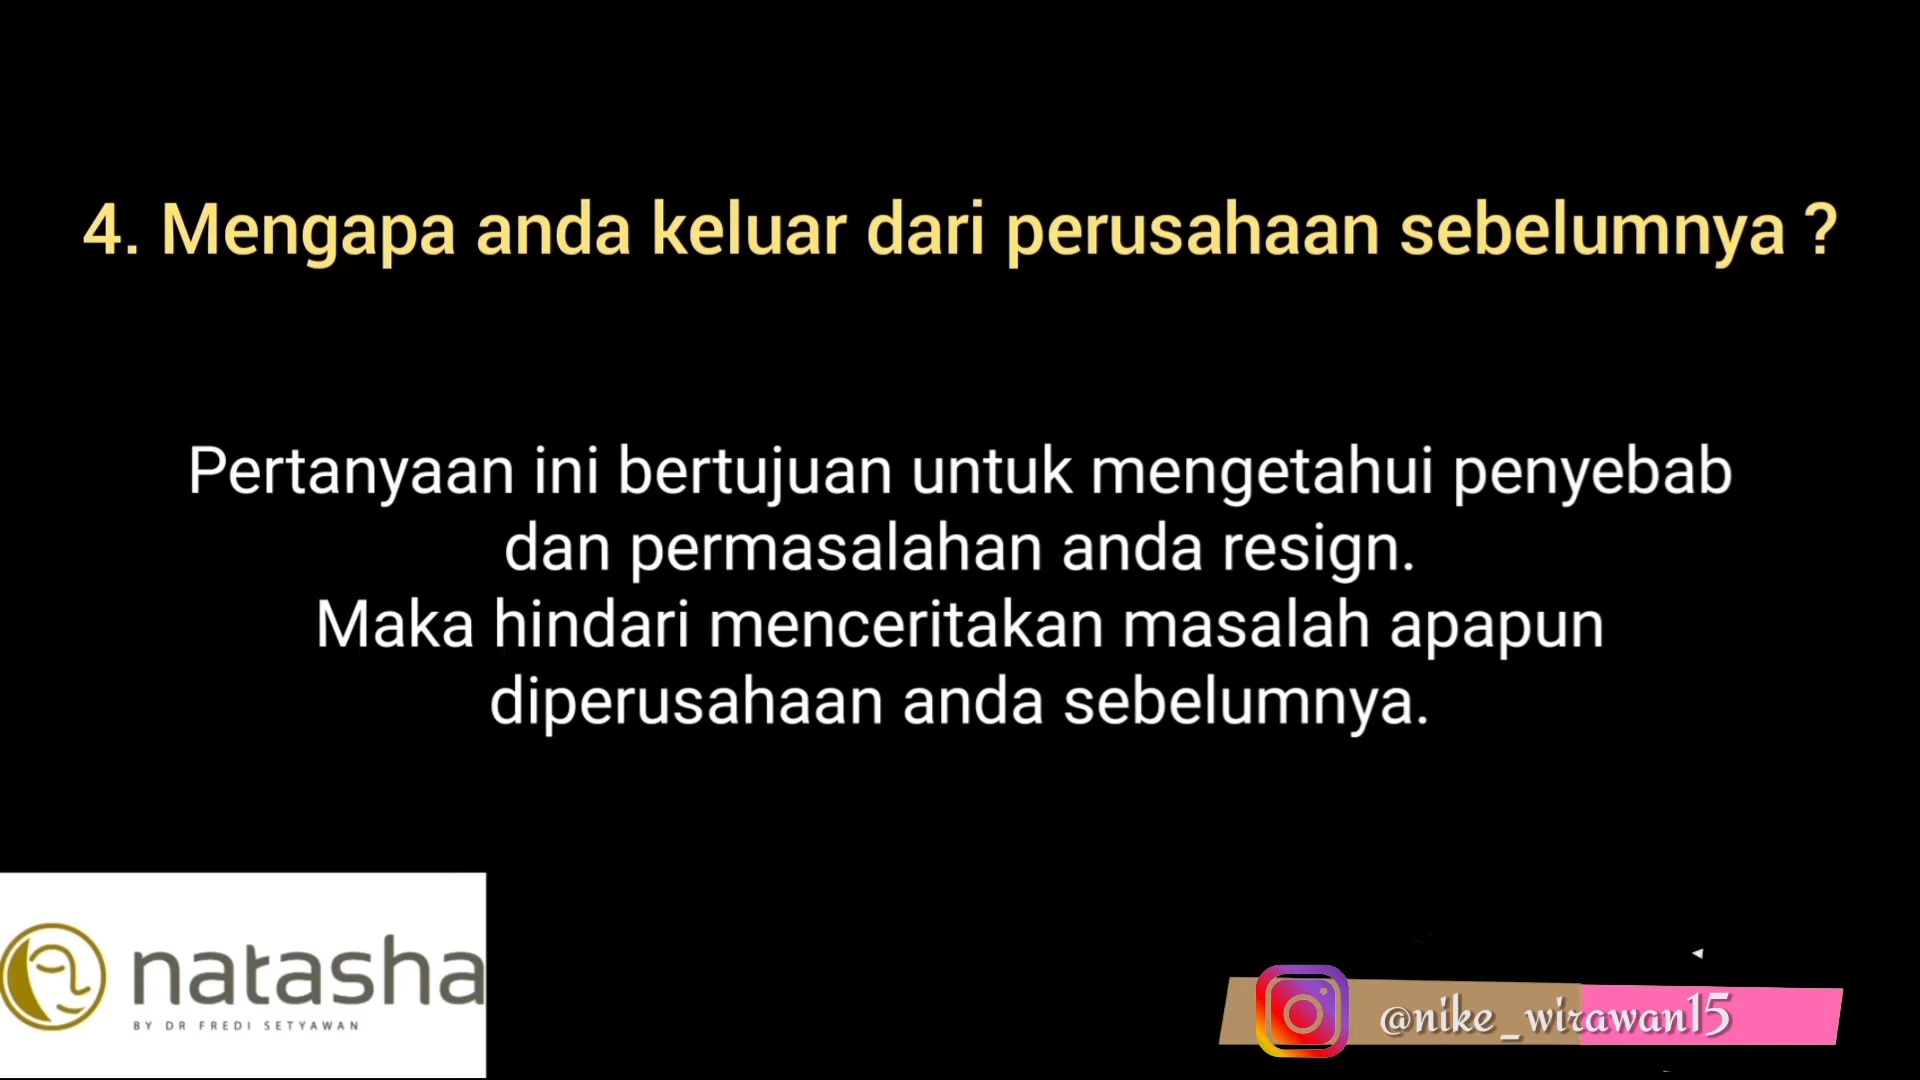 4. Mengapa anda keluar dari perusahaan sebelumnya ?
Pertanyaan ini bertujuan untuk mengetahui penyebab
dan permasalahan anda resign.
Maka hindari menceritakan masalah apapun
diperusahaan anda sebelumnya.
natasha
BY DR FREDI SETYAWAN
@nike_wirawan15